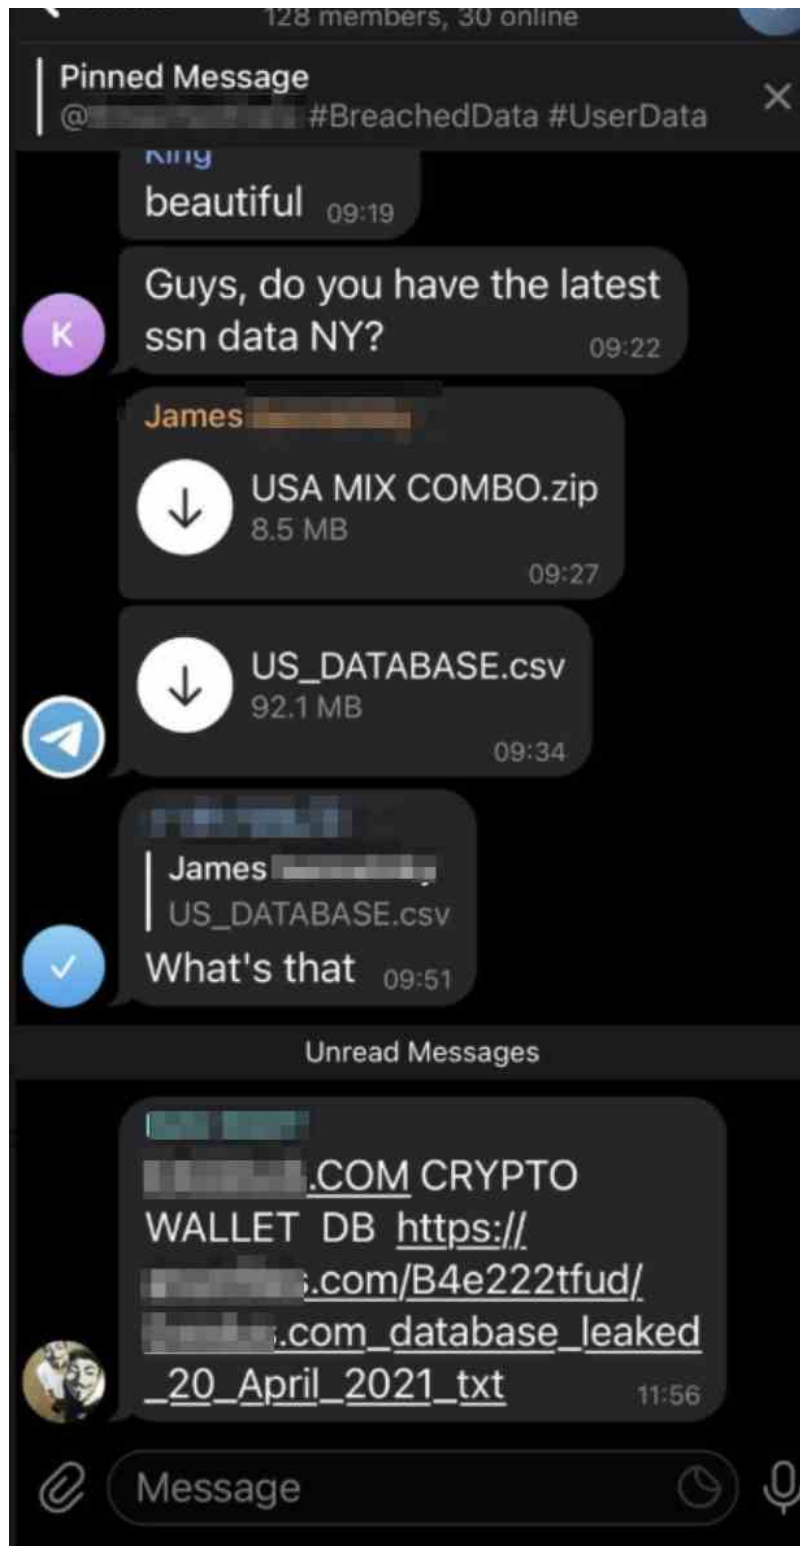 128 members, 30 online
Pinned Message
@ #BreachedData #UserData
King
beautiful 09:19
Guys, do you have the latest
ssn data NY?
09:22
K
James
USA MIX COMBO.zip
8.5 MB
09:27
US_DATABASE.csv
92.1 MB
09:34
James
US_DATABASE.csv
What's that 09:51
Unread Messages
.COM CRYPTO
WALLET DB https://
.com/B4e222tfud/
.com_database_leaked
_20_April_2021_txt
11:56
Message